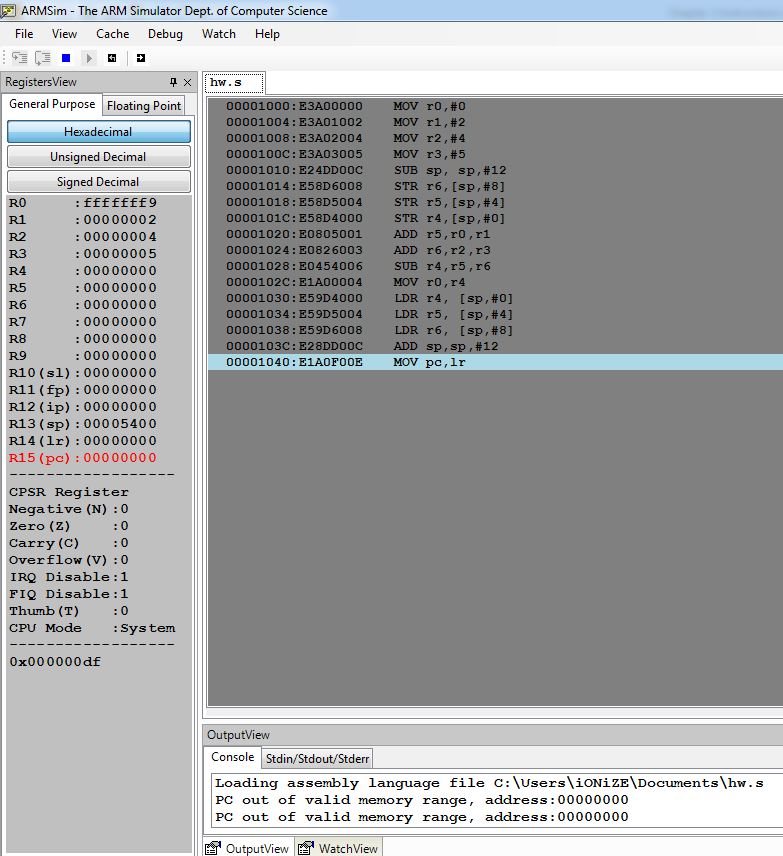 ARMSim - The ARM Simulator Dept. of Computer Science
File View Cache Debug Watch Help
RegistersView
General Purpose Floating Point
Hexadecimal
Unsigned Decimal
Signed Decimal
R0 :fffffff9
R1 :00000002
R2 :00000004
R3 :00000005
R4 :00000000
R5 :00000000
R6 :00000000
R7 :00000000
R8 :00000000
R9 :00000000
R10(sl):00000000
R11(fp):00000000
R12(ip):00000000
R13(sp):00005400
R14(lr):00000000
R15(pc):00000000
------------------
CPSR Register
Negative(N):0
Zero(Z) :0
Carry(C) :0
Overflow(V):0
IRQ Disable:1
FIQ Disable:1
Thumb(T) :0
CPU Mode :System
------------------
0x000000df
hw.s
00001000:E3A00000 MOV r0,#0
00001004:E3A01002 MOV r1,#2
00001008:E3A02004 MOV r2,#4
0000100C:E3A03005 MOV r3,#5
00001010:E24DD00C SUB sp, sp,#12
00001014:E58D6008 STR r6,[sp,#8]
00001018:E58D5004 STR r5,[sp,#4]
0000101C:E58D4000 STR r4,[sp,#0]
00001020:E0805001 ADD r5,r0,r1
00001024:E0826003 ADD r6,r2,r3
00001028:E0454006 SUB r4,r5,r6
0000102C:E1A00004 MOV r0,r4
00001030:E59D4000 LDR r4, [sp,#0]
00001034:E59D5004 LDR r5, [sp,#4]
00001038:E59D6008 LDR r6, [sp,#8]
0000103C:E28DD00C ADD sp,sp,#12
00001040:E1A0F00E MOV pc,lr
OutputView
Console Stdin/Stdout/Stderr
Loading assembly language file C:\Users\iONiZE\Documents\hw.s
PC out of valid memory range, address:00000000
PC out of valid memory range, address:00000000
OutputView WatchView